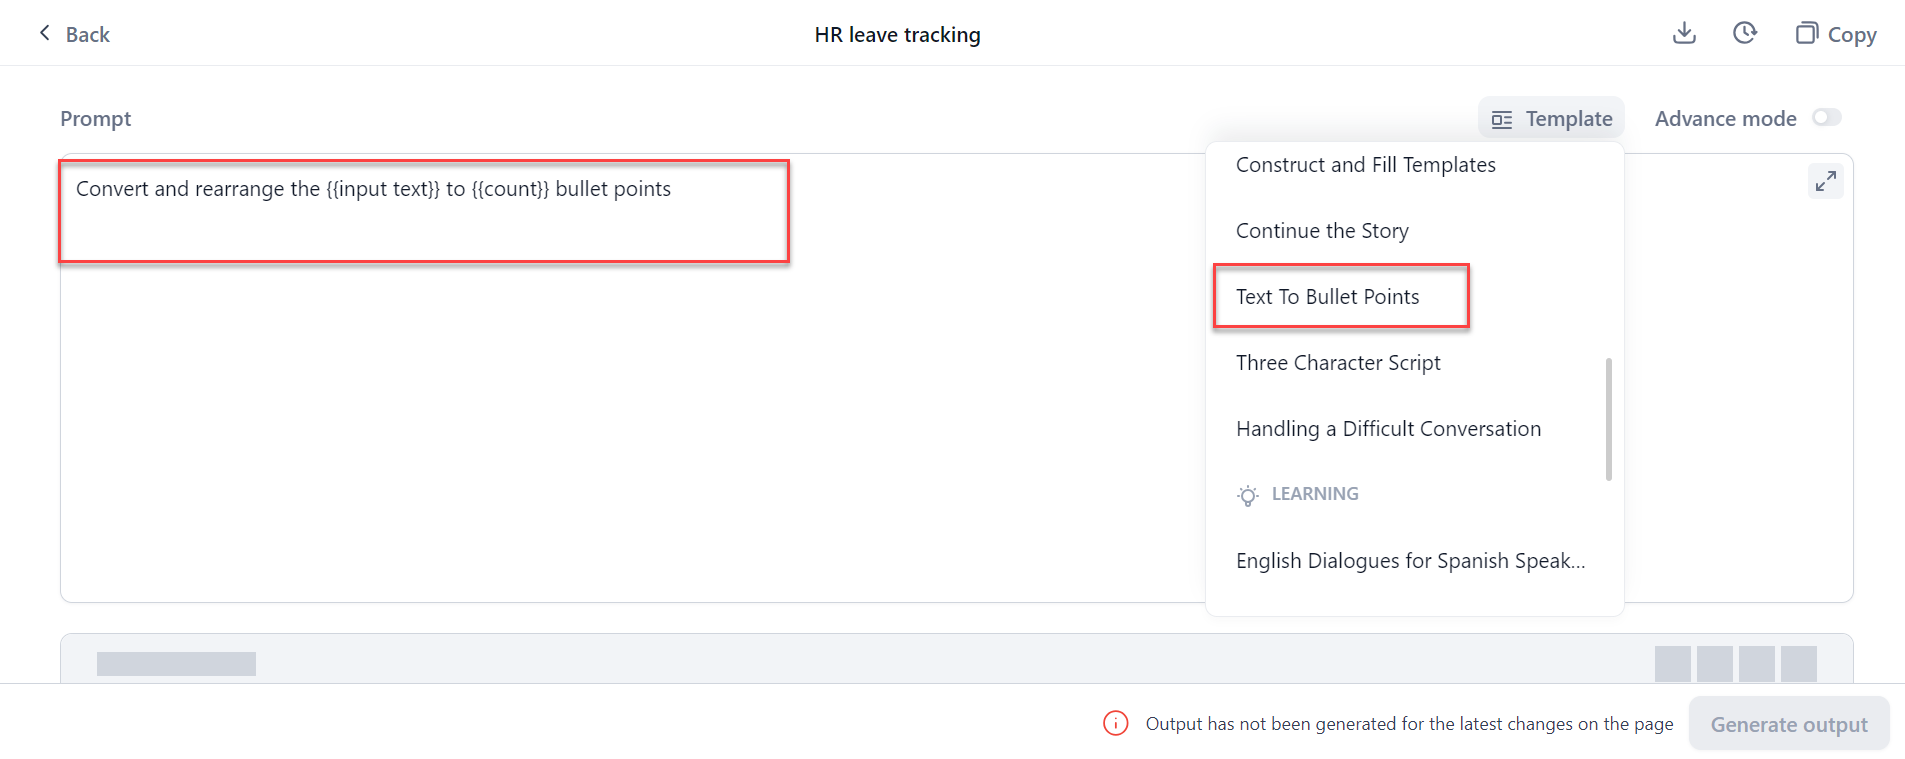 Back
HR leave tracking
Copy
Prompt
Template
Advance mode
Convert and rearrange the {{input text}} to {{count}} bullet points
Construct and Fill Templates
Continue the Story
Text To Bullet Points
Three Character Script
Handling a Difficult Conversation
LEARNING
English Dialogues for Spanish Speak...
Output has not been generated for the latest changes on the page
Generate output